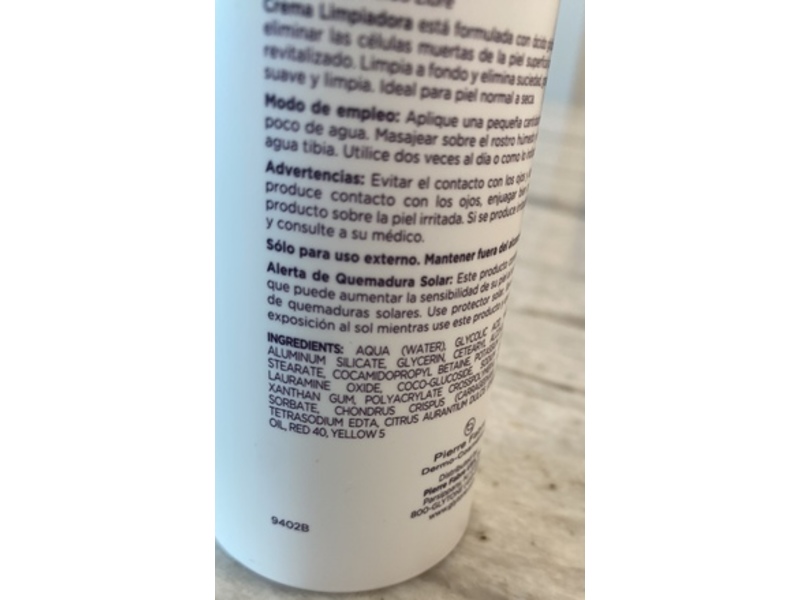 Libre
Crema Limpiadora está formulada con ácido
eliminar las células muertas de la piel
revitalizado. Limpia a fondo y elimina suciedad,
suave y limpia. Ideal para piel normal a seca
Modo de empleo: Aplique una pequeña
poco de agua. Masajear sobre el rostro húmedo
agua tibia. Utilice dos veces al día o como lo
Advertencias: Evitar el contacto con los ojos y
produce contacto con los ojos, enjuagar bien
producto sobre la piel irritada. Si se produce
y consulte a su médico.
Sólo para uso externo. Mantener fuera del
Alerta de Quemadura Solar: Este producto
que puede aumentar la sensibilidad de su piel
de quemaduras solares. Use protector solar,
exposición al sol mientras use este producto y
INGREDIENTS: AQUA (WATER), GLYCOLIC
ALUMINUM SILICATE, GLYCERIN, CETEARYL
STEARATE, COCAMIDOPROPYL BETAINE,
LAURAMINE OXIDE, COCO-GLUCOSIDE,
XANTHAN GUM, POLYACRYLATE
SORBATE, CHONDRUS CRISPUS
TETRASODIUM EDTA, CITRUS AURANTIUM DULCIS
OIL, RED 40, YELLOW 5
Pierre
Pierre Fabre
800-GLYTONE
9402B